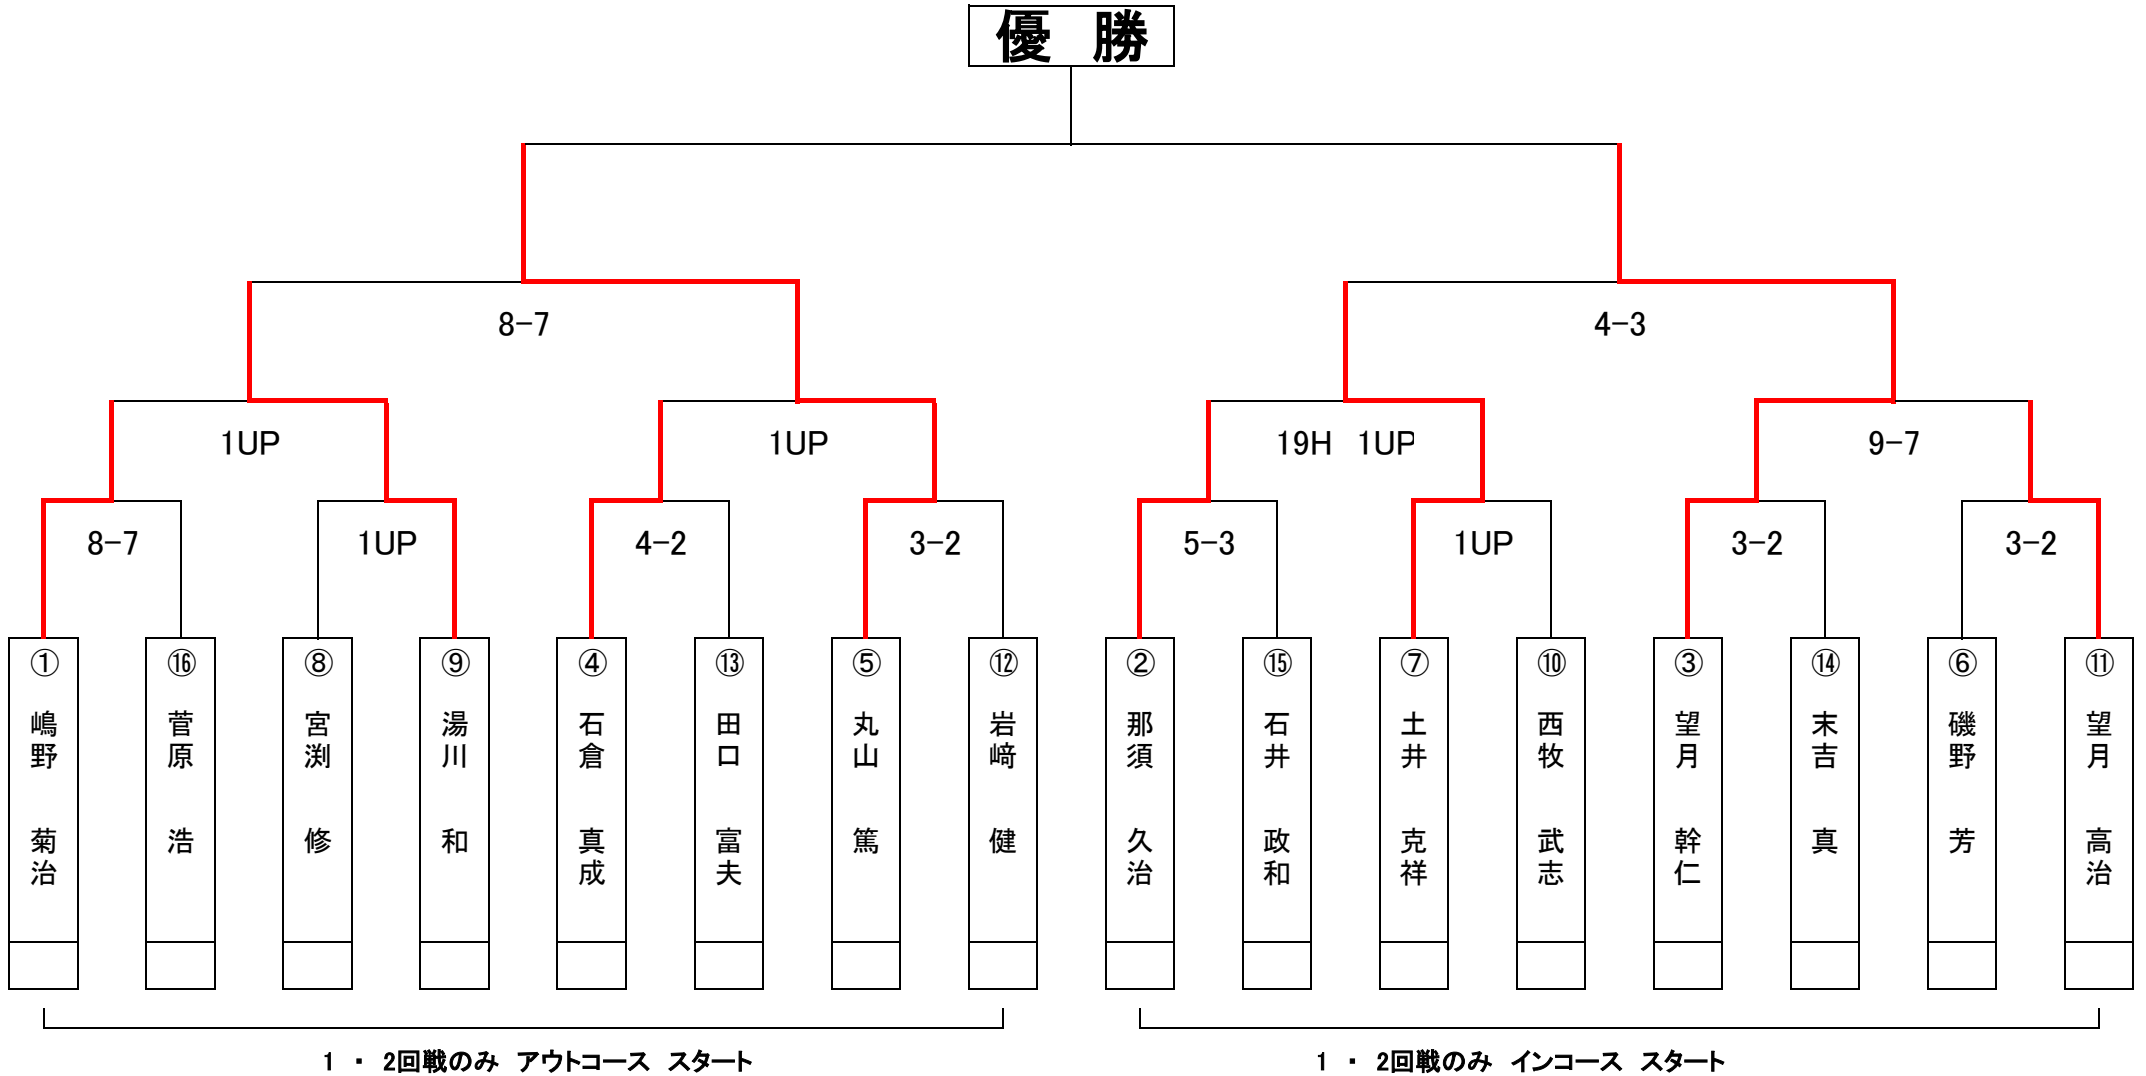 優 勝
8-7
4-3
1UP
1UP
19H 1UP
9-7
8-7
1UP
4-2
3-2
5-3
1UP
3-2
3-2
① 嶋野 菊治
⑯ 菅原 浩
⑧ 宮渕 修
⑨ 湯川 和
④ 石倉 真成
⑬ 田口 富夫
⑤ 丸山 篤
⑫ 岩﨑 健
② 那須 久治
⑮ 石井 政和
⑦ 土井 克祥
⑩ 西牧 武志
③ 望月 幹仁
⑭ 末吉 真
⑥ 磯野 芳
⑪ 望月 高治
1 ・ 2回戦のみ アウトコース スタート
1 ・ 2回戦のみ インコース スタート